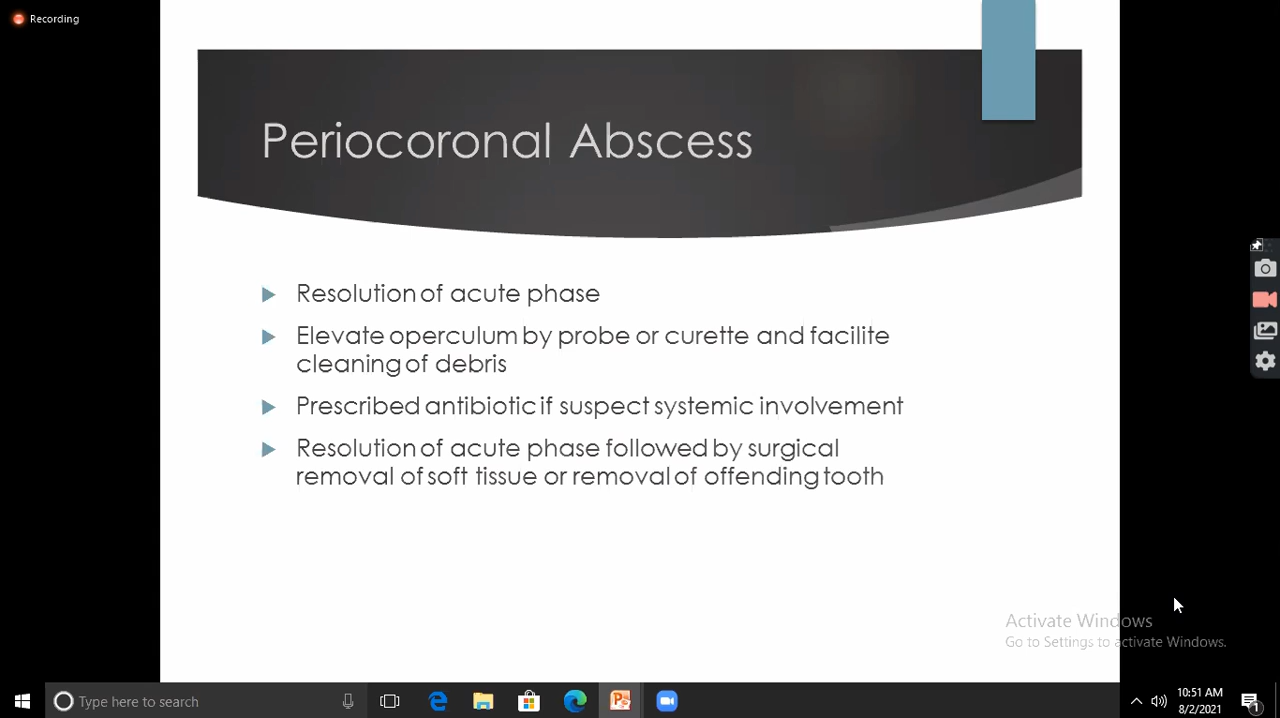 Recording
Periocoronal Abscess
Resolution of acute phase
Elevate operculum by probe or curette and facilite
cleaning of debris
Prescribed antibiotic if suspect systemic involvement
Resolution of acute phase followed by surgical
removal of soft tissue or removal of offending tooth
Activate Windows
Go to Settings to activate Windows.
Type here to search
10:51 AM
8/2/2021
1